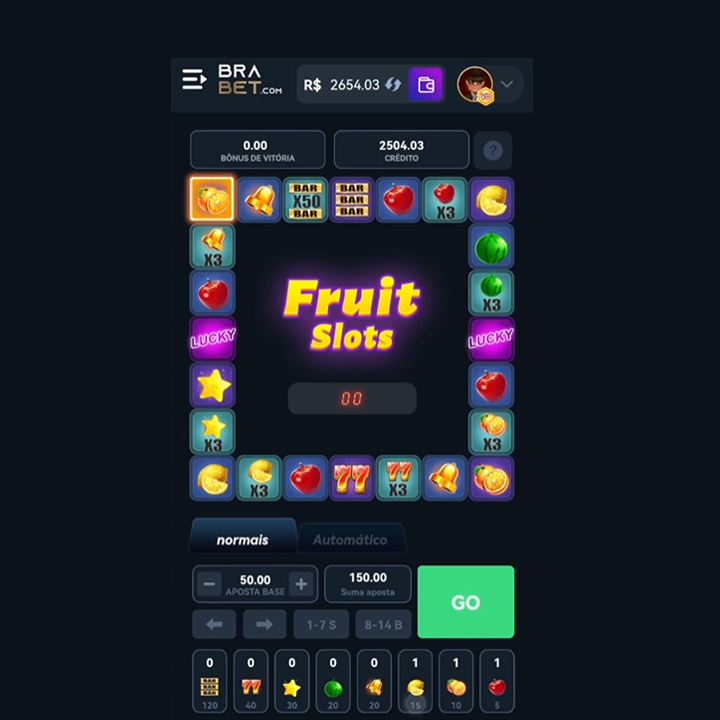 BRA
BET.COM
R$ 2654.03
VC
0.00
BÔNUS DE VITÓRIA
2504.03
CRÉDITO
?
BAR
X50
BAR
BAR
BAR
BAR
X3
X3
X3
LUCKY
LUCKY
Fruit
Slots
00
X3
X3
X3
77
77
X3
normais
Automático
50.00
APOSTA BASE
150.00
Suma aposta
GO
1-7 S
8-14 B
0 0 0 0 0 1 1 1
BAR
BAR
BAR
77
120 40 30 20 20 15 10 5